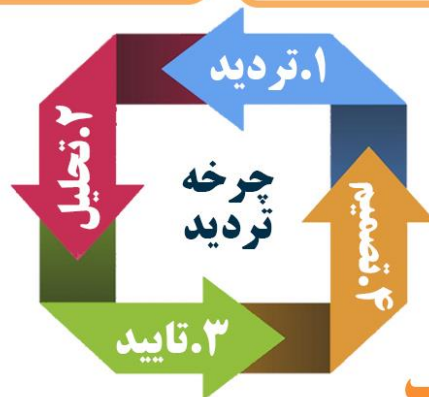 ۱.تردید
۲.تحلیل
چرخه
تردید
۳.تایید
۴.تصمیم